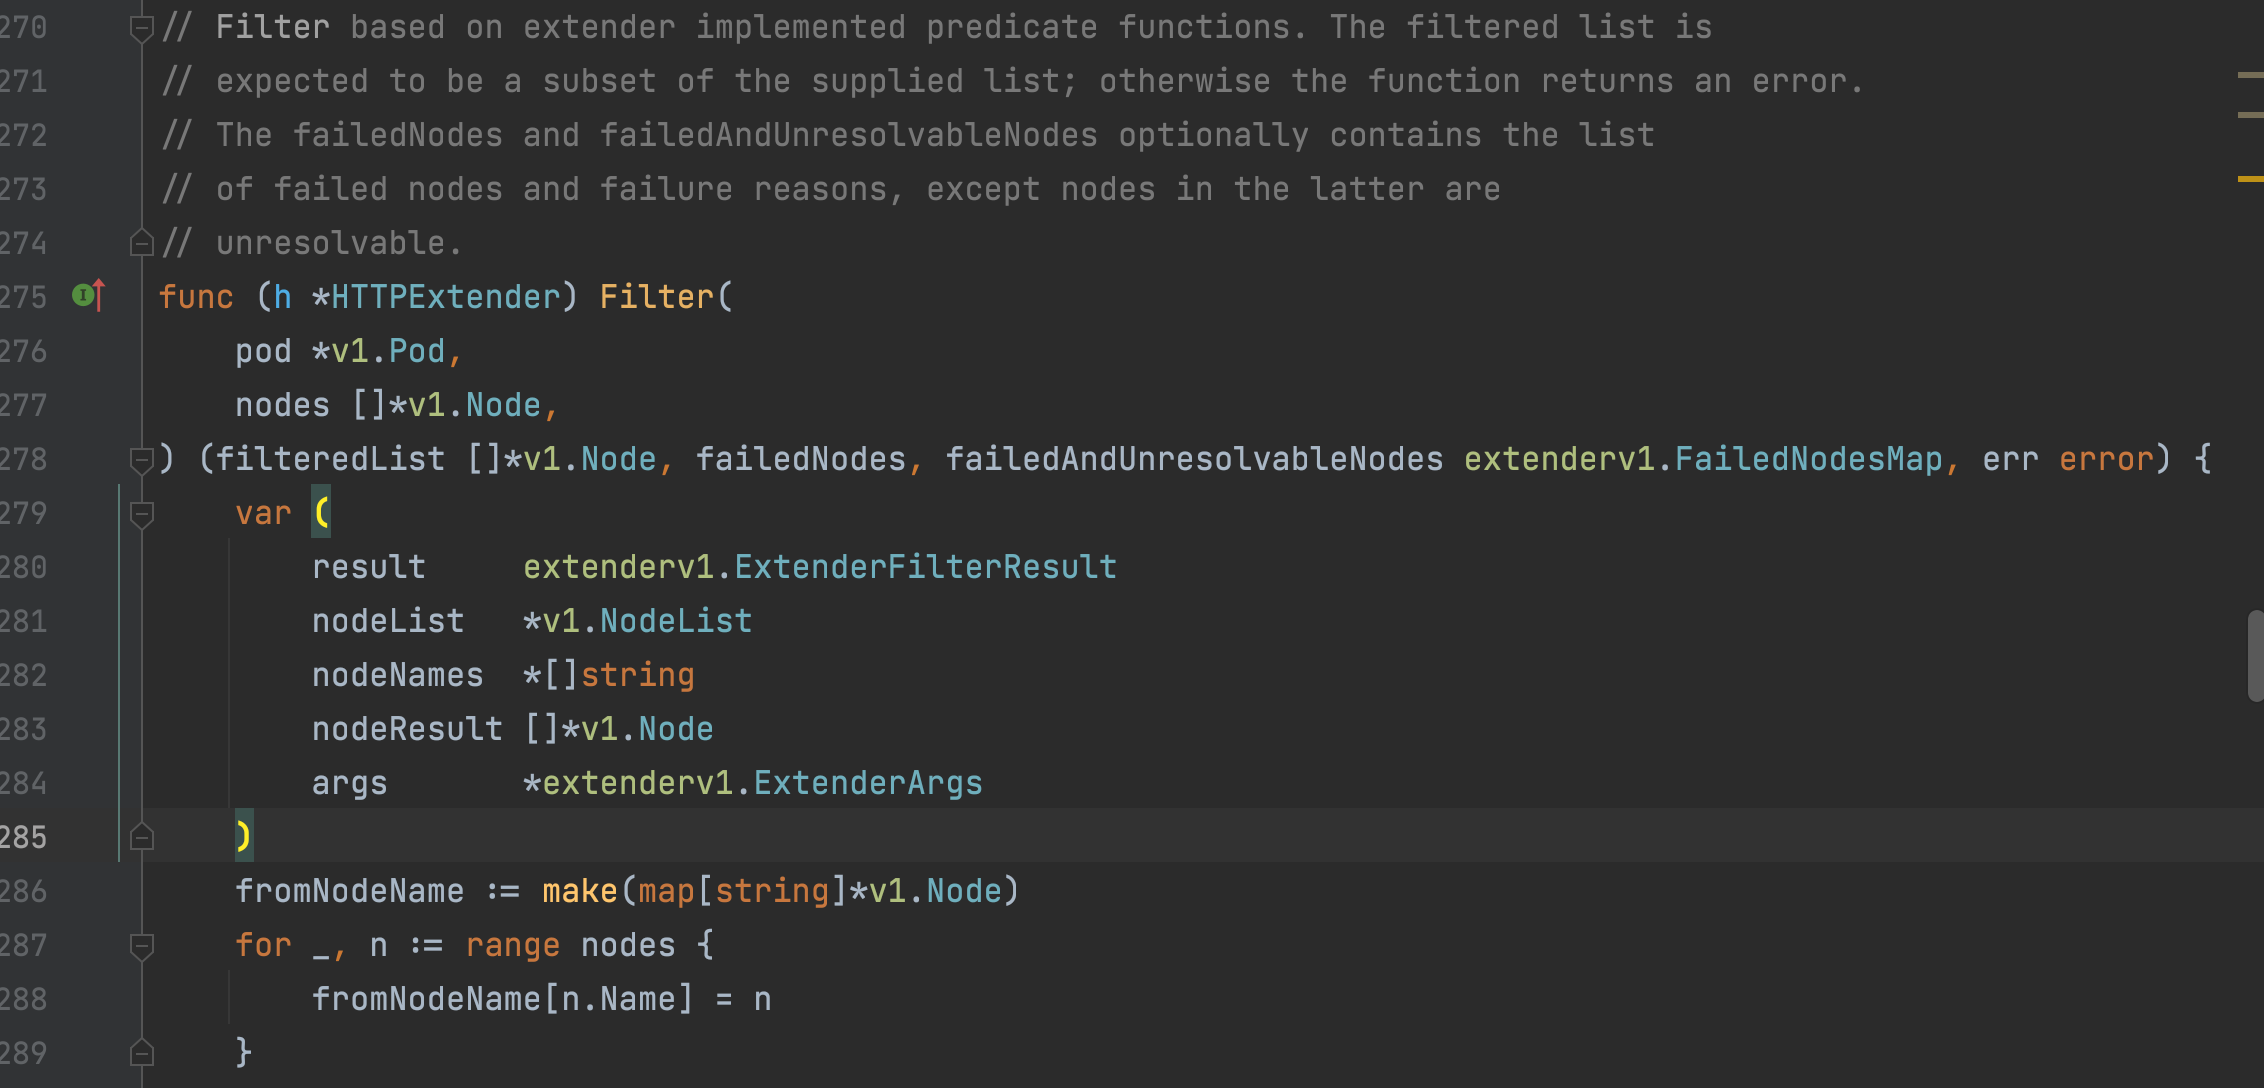 270 // Filter based on extender implemented predicate functions. The filtered list is
271 // expected to be a subset of the supplied list; otherwise the function returns an error.
272 // The failedNodes and failedAndUnresolvableNodes optionally contains the list
273 // of failed nodes and failure reasons, except nodes in the latter are
274 // unresolvable.
275 func (h *HTTPExtender) Filter(
276     pod *v1.Pod,
277     nodes []*v1.Node,
278 ) (filteredList []*v1.Node, failedNodes, failedAndUnresolvableNodes extenderv1.FailedNodesMap, err error) {
279     var (
280         result     extenderv1.ExtenderFilterResult
281         nodeList   *v1.NodeList
282         nodeNames  *[]string
283         nodeResult []*v1.Node
284         args       *extenderv1.ExtenderArgs
285     )
286     fromNodeName := make(map[string]*v1.Node)
287     for _, n := range nodes {
288         fromNodeName[n.Name] = n
289     }